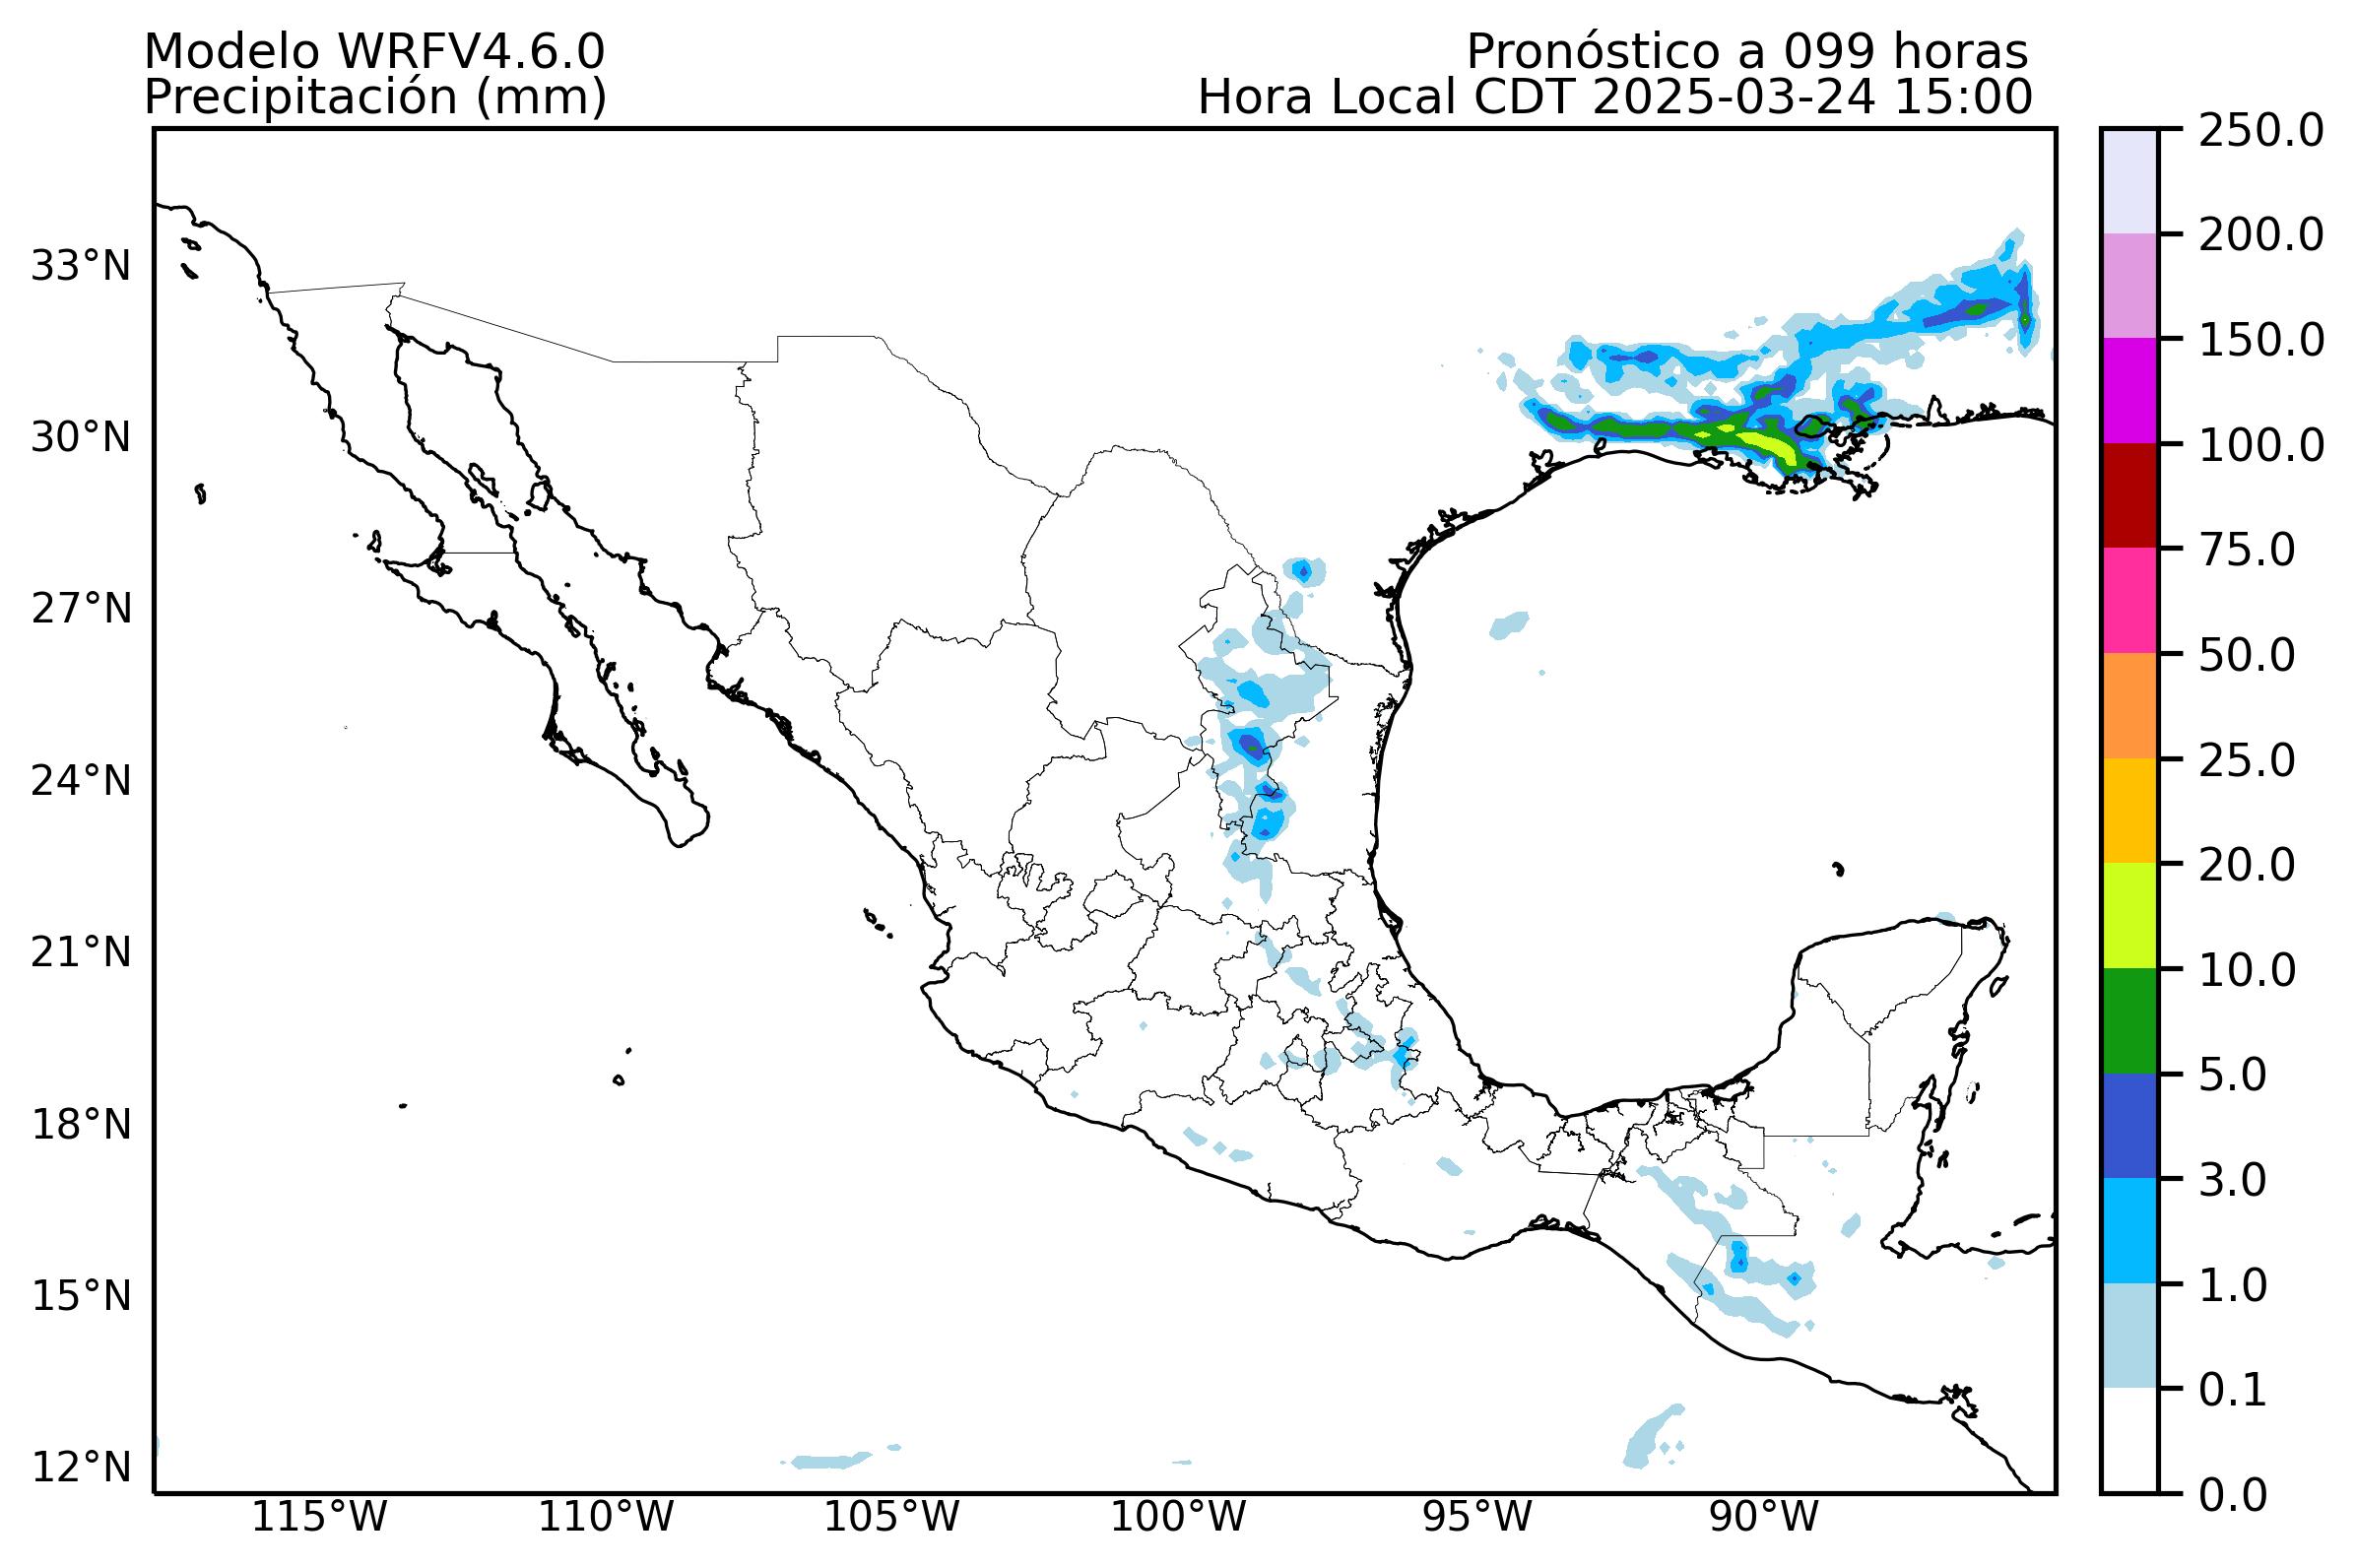 Modelo WRFV4.6.0
Precipitación (mm)
Pronóstico a 099 horas
Hora Local CDT 2025-03-24 15:00
33°N
30°N
27°N
24°N
21°N
18°N
15°N
12°N
115°W
110°W
105°W
100°W
95°W
90°W
250.0
200.0
150.0
100.0
75.0
50.0
25.0
20.0
10.0
5.0
3.0
1.0
0.1
0.0